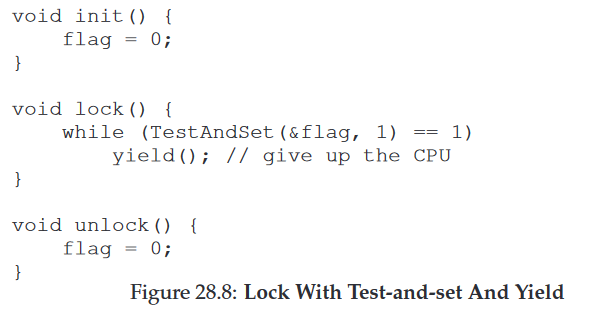 void init() {
    flag = 0;
}
void lock() {
    while (TestAndSet(&flag, 1) == 1)
        yield(); // give up the CPU
}
void unlock() {
    flag = 0;
}
Figure 28.8: Lock With Test-and-set And Yield